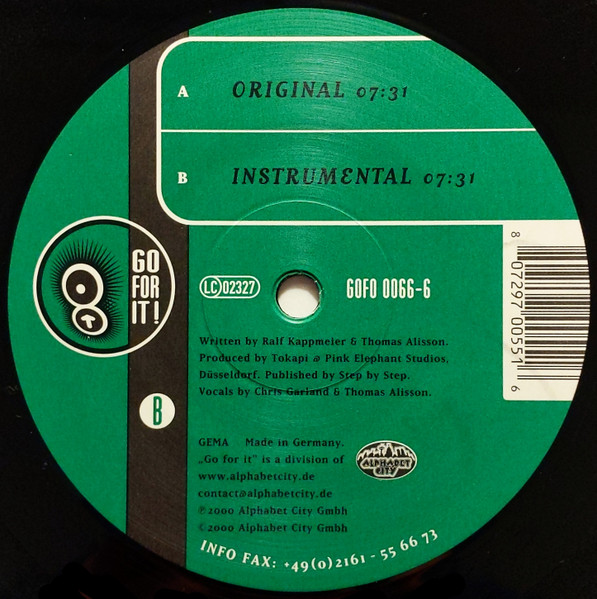 A ORIGINAL 07:31
B INSTRUMENTAL 07:31
GO
FOR
IT!
LC 02327 GOFO 0066-6
8 07297 00551 6
Written by Ralf Kappmeier & Thomas Alisson.
Produced by Tokapi @ Pink Elephant Studios,
Düsseldorf. Published by Step by Step.
Vocals by Chris Garland & Thomas Alisson.
B
GEMA Made in Germany.
„Go for it" is a division of
www.alphabetcity.de
contact@alphabetcity.de
℗2000 Alphabet City Gmbh
©2000 Alphabet City Gmbh
ALPHABET
CITY
INFO FAX: +49(0)2161 - 55 66 73